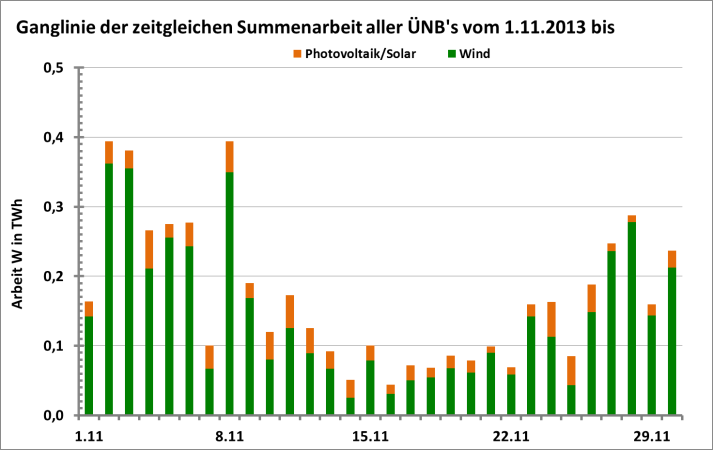 Ganglinie der zeitgleichen Summenarbeit aller ÜNB's vom 1.11.2013 bis
Photovoltaik/Solar Wind
Arbeit W in TWh
0,5
0,4
0,3
0,2
0,1
0,0
1.11 8.11 15.11 22.11 29.11